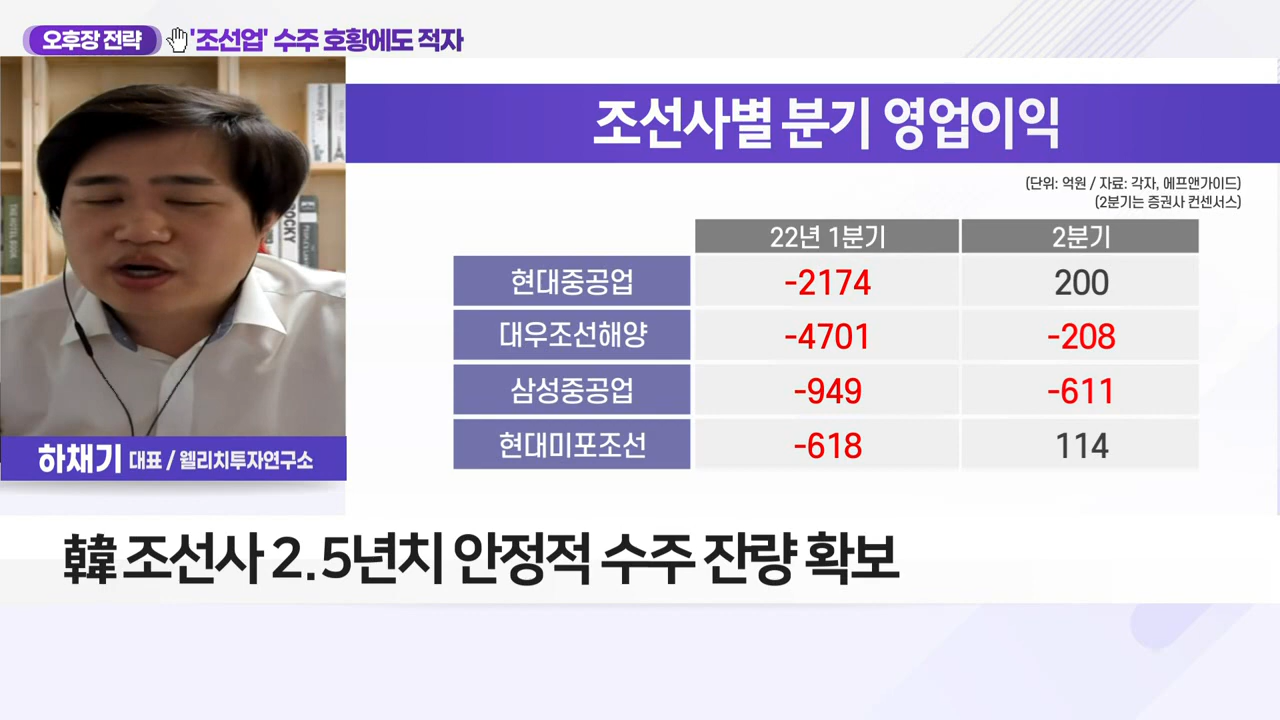 오후장 전략 '조선업' 수주 호황에도 적자
조선사별 분기 영업이익
(단위: 억원 / 자료: 각자, 에프앤가이드)
(2분기는 증권사 컨센서스)
22년 1분기 2분기
현대중공업 -2174 200
대우조선해양 -4701 -208
삼성중공업 -949 -611
현대미포조선 -618 114
ROCKY
THE HOTEL BOOK
하채기 대표 / 웰리치투자연구소
韓 조선사 2.5년치 안정적 수주 잔량 확보